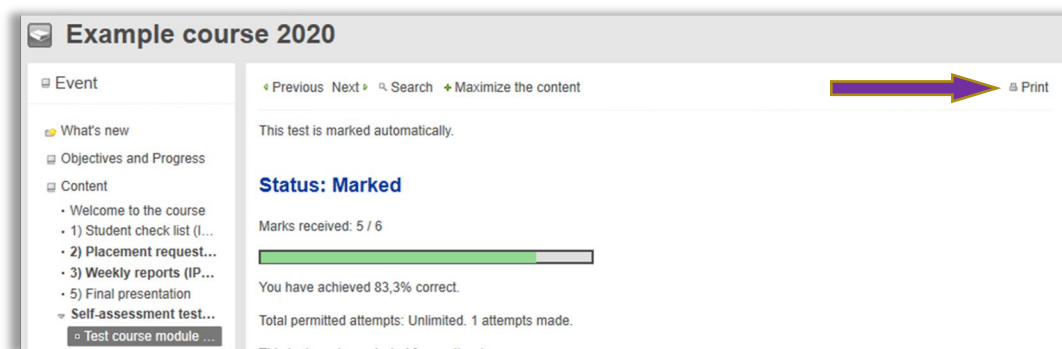 Example course 2020
Event
Previous Next Search Maximize the content
Print
What's new
Objectives and Progress
Content
Welcome to the course
1) Student check list (I...
2) Placement request...
3) Weekly reports (IP...
5) Final presentation
Self-assessment test...
Test course module ...
This test is marked automatically.
Status: Marked
Marks received: 5 / 6
You have achieved 83,3% correct.
Total permitted attempts: Unlimited. 1 attempts made.